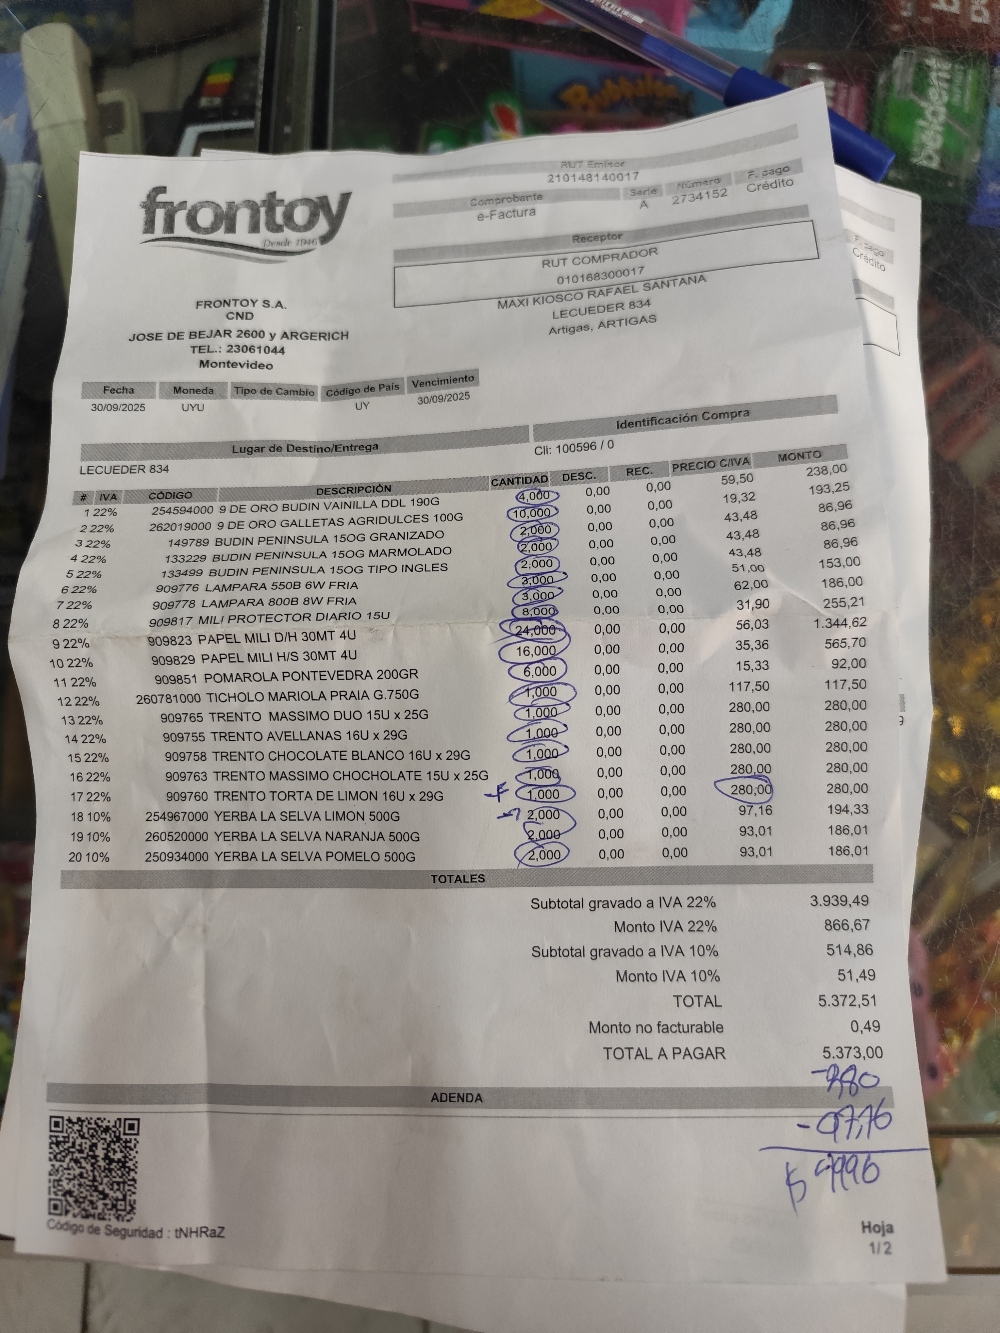 Bubbaloo
beldent
frontoy
Desde 1946
RUT Emisor
210148140017
Comprobante Serie Número F. pago
e-Factura A 2734152 Crédito
Receptor
RUT COMPRADOR
010168300017
MAXI KIOSCO RAFAEL SANTANA
LECUEDER 834
Artigas, ARTIGAS
F. pago
Crédito
FRONTOY S.A.
CND
JOSE DE BEJAR 2600 y ARGERICH
TEL.: 23061044
Montevideo
Fecha Moneda Tipo de Cambio Código de País Vencimiento
30/09/2025 UYU UY 30/09/2025
Lugar de Destino/Entrega Identificación Compra
LECUEDER 834 Cli: 100596 / 0
# IVA CÓDIGO DESCRIPCIÓN CANTIDAD DESC. REC. PRECIO C/IVA MONTO
1 22% 254594000 9 DE ORO BUDIN VAINILLA DDL 190G 4,000 0,00 0,00 59,50 238,00
2 22% 262019000 9 DE ORO GALLETAS AGRIDULCES 100G 10,000 0,00 0,00 19,32 193,25
3 22% 149789 BUDIN PENINSULA 15OG GRANIZADO 2,000 0,00 0,00 43,48 86,96
4 22% 133229 BUDIN PENINSULA 15OG MARMOLADO 2,000 0,00 0,00 43,48 86,96
5 22% 133499 BUDIN PENINSULA 15OG TIPO INGLES 2,000 0,00 0,00 43,48 86,96
6 22% 909776 LAMPARA 550B 6W FRIA 3,000 0,00 0,00 51,00 153,00
7 22% 909778 LAMPARA 800B 8W FRIA 3,000 0,00 0,00 62,00 186,00
8 22% 909817 MILI PROTECTOR DIARIO 15U 8,000 0,00 0,00 31,90 255,21
9 22% 909823 PAPEL MILI D/H 30MT 4U 24,000 0,00 0,00 56,03 1.344,62
10 22% 909829 PAPEL MILI H/S 30MT 4U 16,000 0,00 0,00 35,36 565,70
11 22% 909851 POMAROLA PONTEVEDRA 200GR 6,000 0,00 0,00 15,33 92,00
12 22% 260781000 TICHOLO MARIOLA PRAIA G.750G 1,000 0,00 0,00 117,50 117,50
13 22% 909765 TRENTO MASSIMO DUO 15U x 25G 1,000 0,00 0,00 280,00 280,00
14 22% 909755 TRENTO AVELLANAS 16U x 29G 1,000 0,00 0,00 280,00 280,00
15 22% 909758 TRENTO CHOCOLATE BLANCO 16U x 29G 1,000 0,00 0,00 280,00 280,00
16 22% 909763 TRENTO MASSIMO CHOCHOLATE 15U x 25G 1,000 0,00 0,00 280,00 280,00
17 22% 909760 TRENTO TORTA DE LIMON 16U x 29G 1,000 0,00 0,00 280,00 280,00
18 10% 254967000 YERBA LA SELVA LIMON 500G 2,000 0,00 0,00 97,16 194,33
19 10% 260520000 YERBA LA SELVA NARANJA 500G 2,000 0,00 0,00 93,01 186,01
20 10% 250934000 YERBA LA SELVA POMELO 500G 2,000 0,00 0,00 93,01 186,01
TOTALES
Subtotal gravado a IVA 22% 3.939,49
Monto IVA 22% 866,67
Subtotal gravado a IVA 10% 514,86
Monto IVA 10% 51,49
TOTAL 5.372,51
Monto no facturable 0,49
TOTAL A PAGAR 5.373,00
-280
- 97,16
$ 4996
ADENDA
Código de Seguridad : tNHRaZ
Hoja
1/2